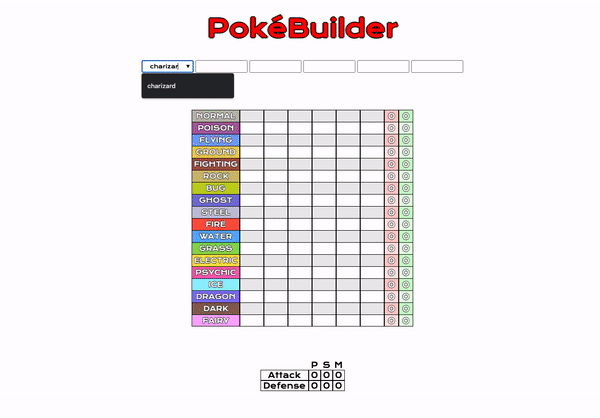 PokéBuilder
charizar
charizard
NORMAL 0 0
POISON 0 0
FLYING 0 0
GROUND 0 0
FIGHTING 0 0
ROCK 0 0
BUG 0 0
GHOST 0 0
STEEL 0 0
FIRE 0 0
WATER 0 0
GRASS 0 0
ELECTRIC 0 0
PSYCHIC 0 0
ICE 0 0
DRAGON 0 0
DARK 0 0
FAIRY 0 0
P S M
Attack 0 0 0
Defense 0 0 0